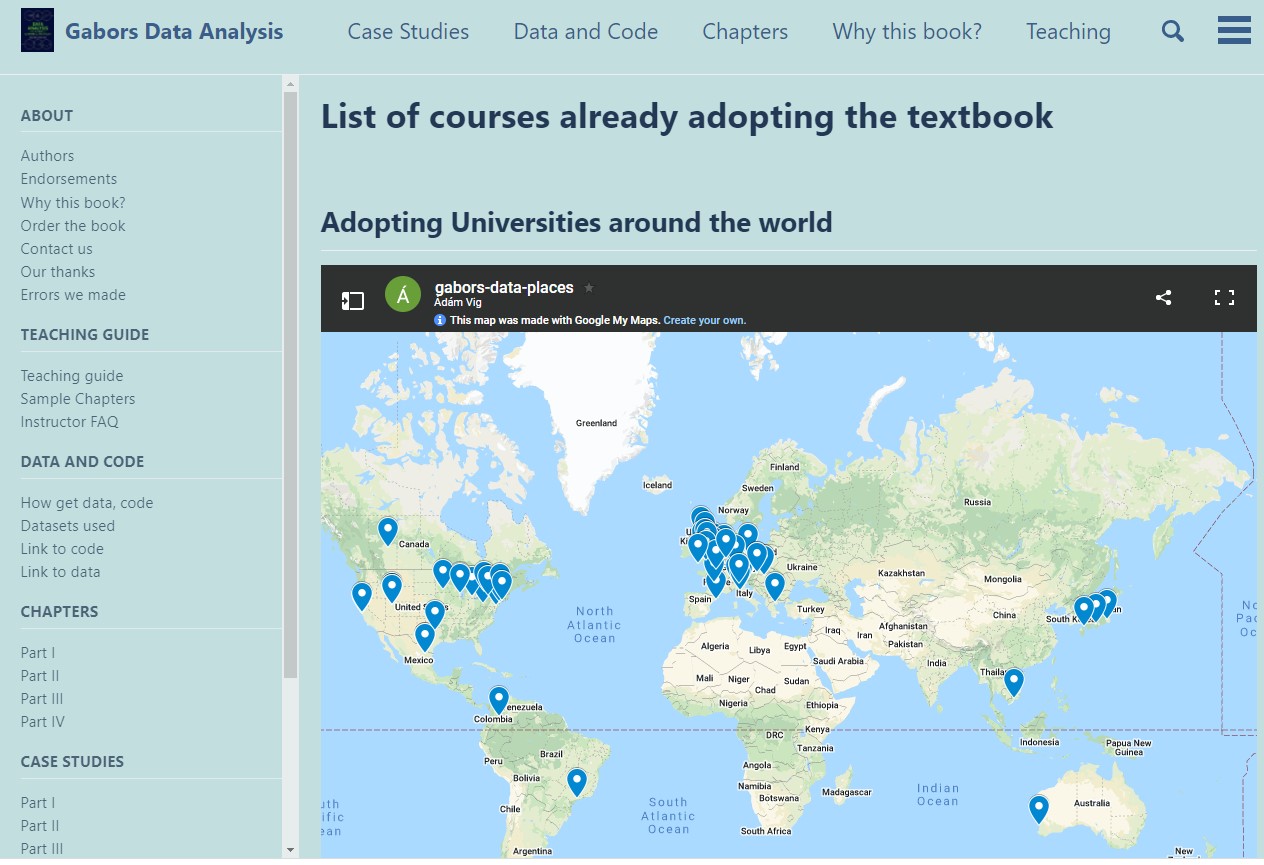 Gabors Data Analysis
Case Studies
Data and Code
Chapters
Why this book?
Teaching
ABOUT
Authors
Endorsements
Why this book?
Order the book
Contact us
Our thanks
Errors we made
TEACHING GUIDE
Teaching guide
Sample Chapters
Instructor FAQ
DATA AND CODE
How get data, code
Datasets used
Link to code
Link to data
CHAPTERS
Part I
Part II
Part III
Part IV
CASE STUDIES
Part I
Part II
Part III
List of courses already adopting the textbook
Adopting Universities around the world
Á
gabors-data-places
Ádám Vig
This map was made with Google My Maps. Create your own.
Greenland
Iceland
Finland
Sweden
Norway
Russia
Canada
Ukraine
Kazakhstan
Mongolia
Spain
Italy
Turkey
China
South
United
North
Atlantic
Ocean
Afghanistan
Iraq
Iran
Pakistan
Algeria
Libya
Egypt
Saudi Arabia
India
Mexico
Mali
Niger
Chad
Sudan
Nigeria
Ethiopia
Venezuela
Colombia
DRC
Kenya
Tanzania
Indonesia
Papua New
Guinea
Brazil
Peru
Bolivia
Angola
Namibia
Botswana
Madagascar
Indian
Ocean
Australia
Chile
South
Atlantic
Ocean
South Africa
Argentina
New